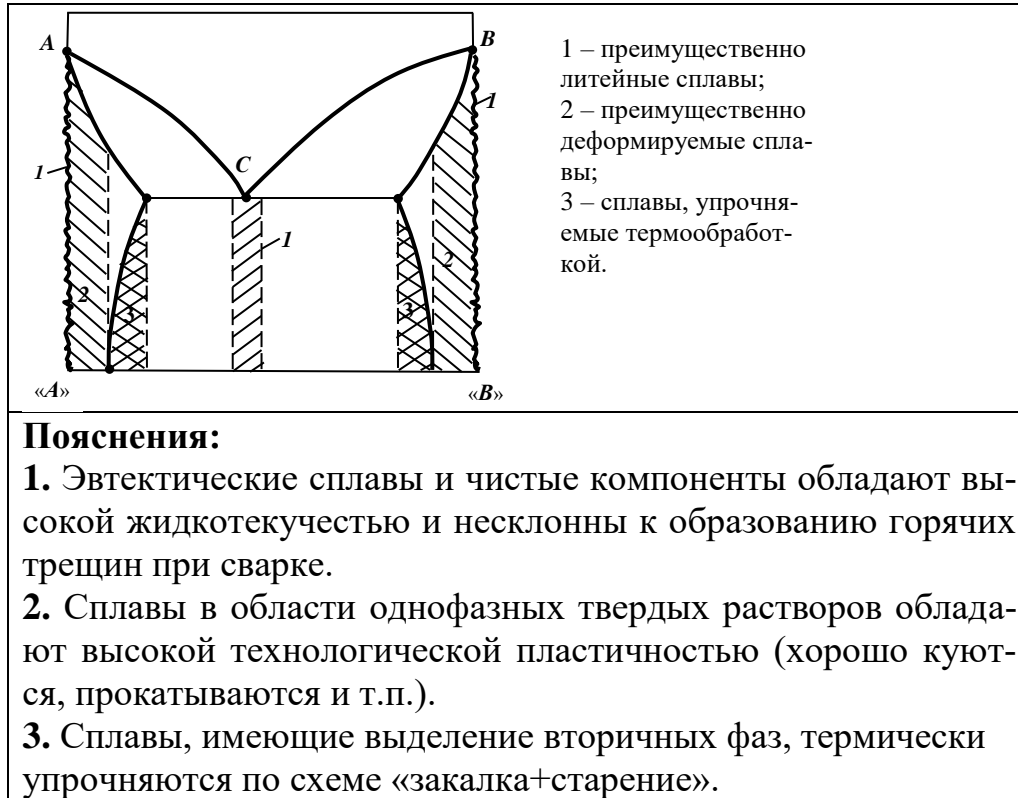 A
B
1 – преимущественно
литейные сплавы;
2 – преимущественно
деформируемые спла-
вы;
3 – сплавы, упрочня-
емые термообработ-
кой.
1
1
C
1
2
2
3
3
«A»
«B»
Пояснения:
1. Эвтектические сплавы и чистые компоненты обладают вы-
сокой жидкотекучестью и несклонны к образованию горячих
трещин при сварке.
2. Сплавы в области однофазных твердых растворов облада-
ют высокой технологической пластичностью (хорошо куют-
ся, прокатываются и т.п.).
3. Сплавы, имеющие выделение вторичных фаз, термически
упрочняются по схеме «закалка+старение».